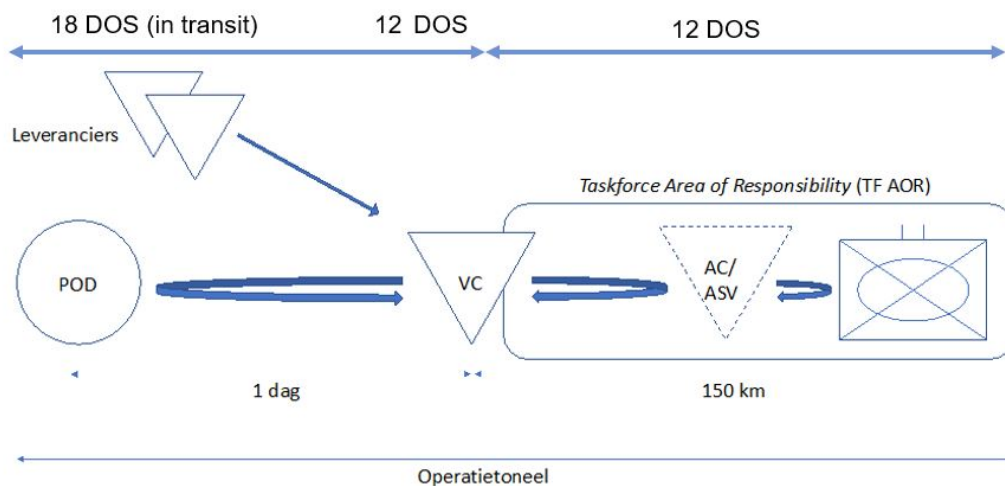 18 DOS (in transit)
12 DOS
12 DOS
Leveranciers
Taskforce Area of Responsibility (TF AOR)
POD
VC
AC/
ASV
1 dag
150 km
Operatietoneel